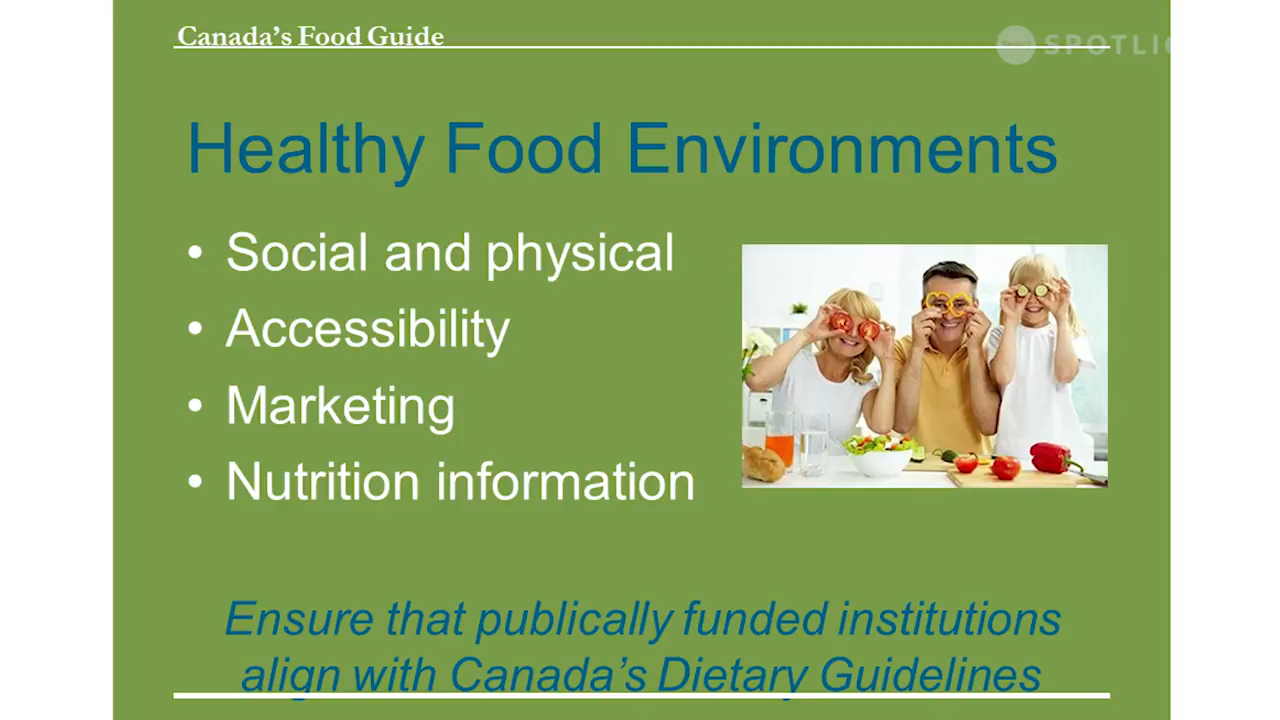 Canada's Food Guide
SPOTLI
Healthy Food Environments
• Social and physical
• Accessibility
• Marketing
• Nutrition information
Ensure that publically funded institutions
align with Canada's Dietary Guidelines